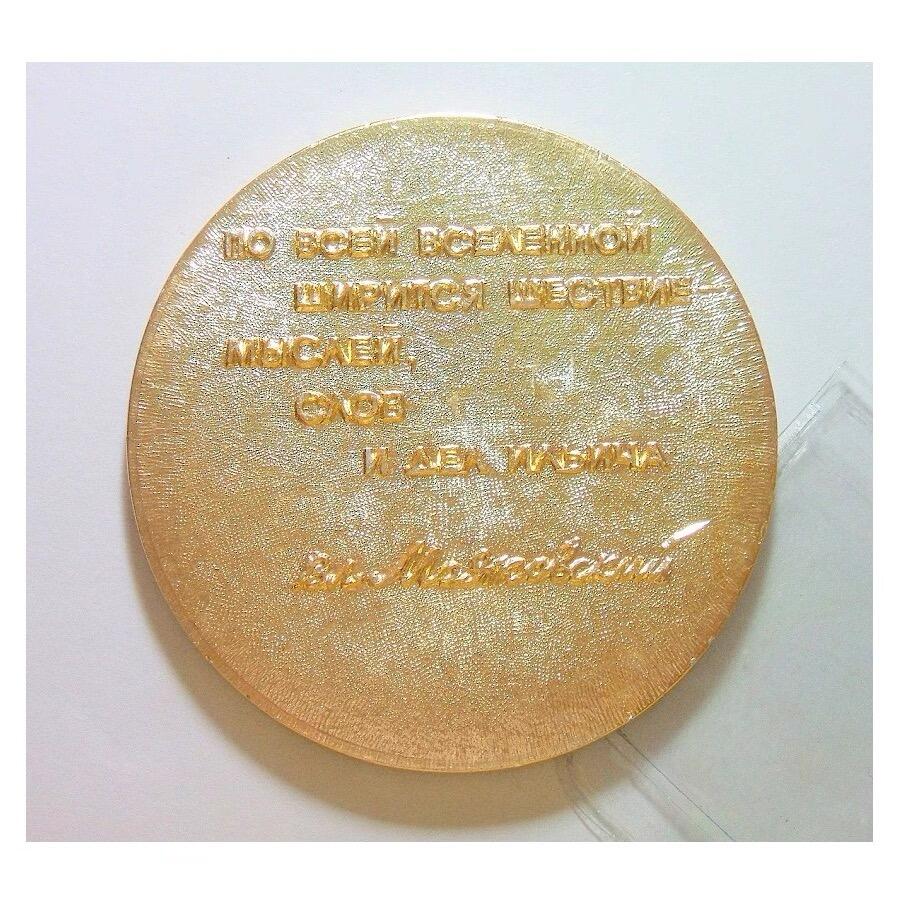 ПО ВСЕЙ ВСЕЛЕННОЙ
ШИРИТСЯ ШЕСТВИЕ–
МЫСЛЕЙ,
СЛОВ
И ДЕЛ ИЛЬИЧА
Вл. Маяковский